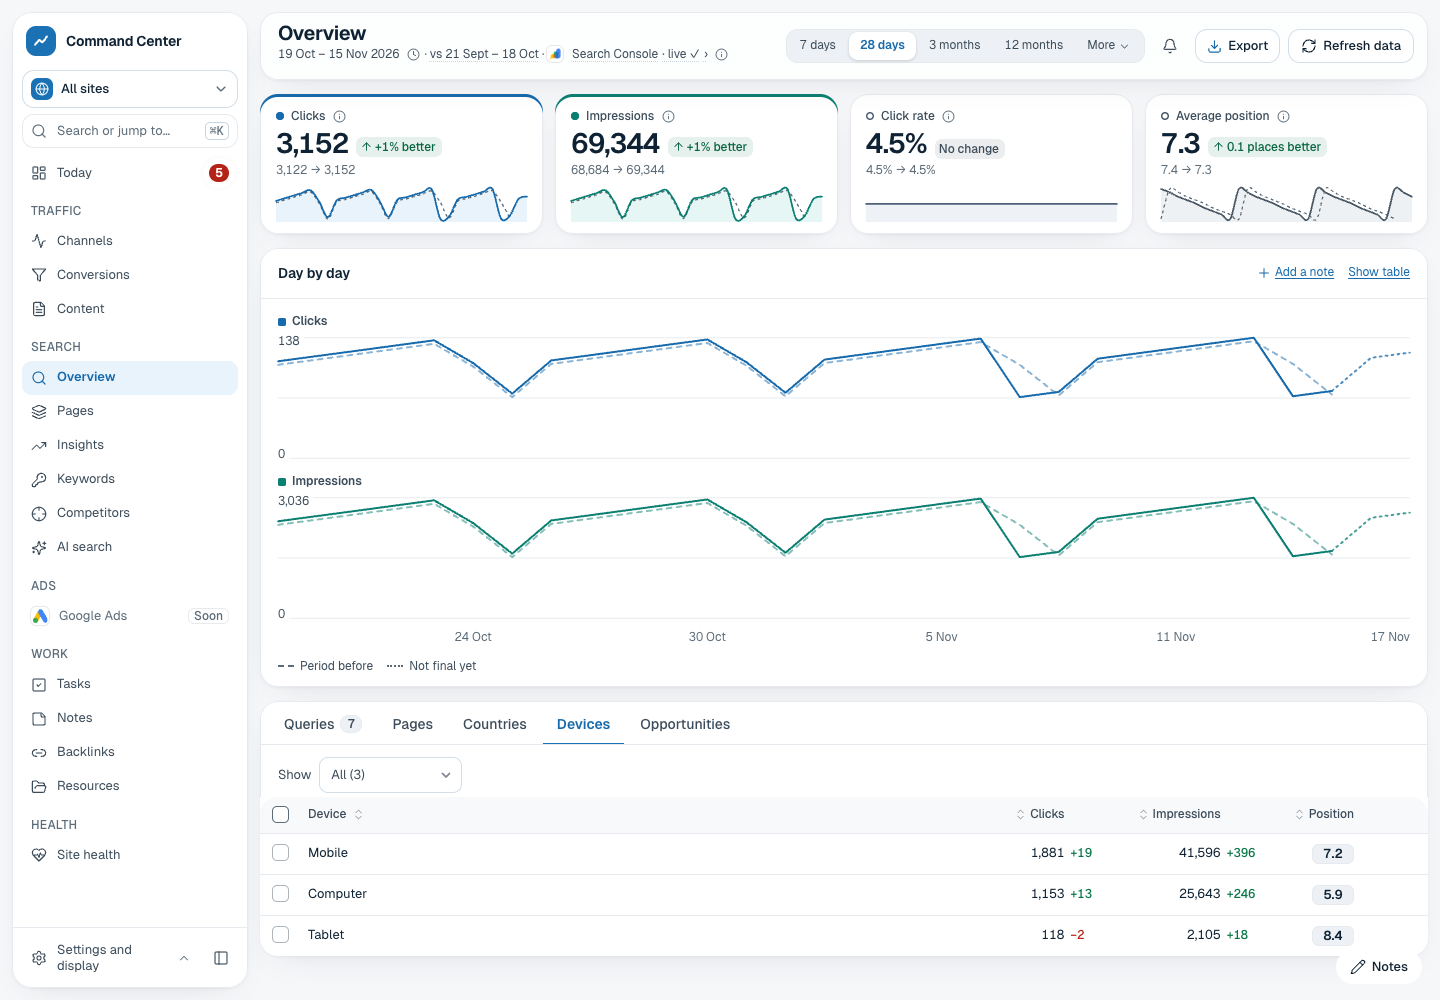 Command Center
All sites
Search or jump to...
⌘K
Today
5
TRAFFIC
Channels
Conversions
Content
SEARCH
Overview
Pages
Insights
Keywords
Competitors
AI search
ADS
Google Ads
Soon
WORK
Tasks
Notes
Backlinks
Resources
HEALTH
Site health
Settings and
display
Overview
19 Oct – 15 Nov 2026 · vs 21 Sept – 18 Oct · Search Console · live ✓ ›
7 days
28 days
3 months
12 months
More
Export
Refresh data
Clicks
3,152 ↑ +1% better
3,122 → 3,152
Impressions
69,344 ↑ +1% better
68,684 → 69,344
Click rate
4.5% No change
4.5% → 4.5%
Average position
7.3 ↑ 0.1 places better
7.4 → 7.3
Day by day
+ Add a note
Show table
Clicks
138
0
Impressions
3,036
0
24 Oct 30 Oct 5 Nov 11 Nov 17 Nov
Period before Not final yet
Queries 7 Pages Countries Devices Opportunities
Show All (3)
Device Clicks Impressions Position
Mobile 1,881 +19 41,596 +396 7.2
Computer 1,153 +13 25,643 +246 5.9
Tablet 118 −2 2,105 +18 8.4
Notes